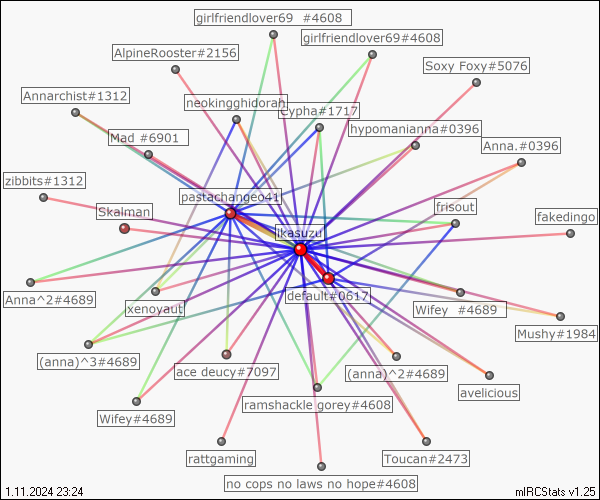 girlfriendlover69 #4608
girlfriendlover69#4608
AlpineRooster#2156
Soxy Foxy#5076
Annarchist#1312
neokingghidorah
Cypha#1717
hypomanianna#0396
Mad #6901
Anna.#0396
zibbits#1312
pastachangeo41
Skalman
frisout
fakedingo
ikasuzu
default#0617
Anna^2#4689
xenoyaut
Wifey #4689
Mushy#1984
(anna)^3#4689
ace deucy#7097
(anna)^2#4689
avelicious
ramshackle gorey#4608
Wifey#4689
rattgaming
Toucan#2473
no cops no laws no hope#4608
1.11.2024 23:24
mIRCStats v1.25